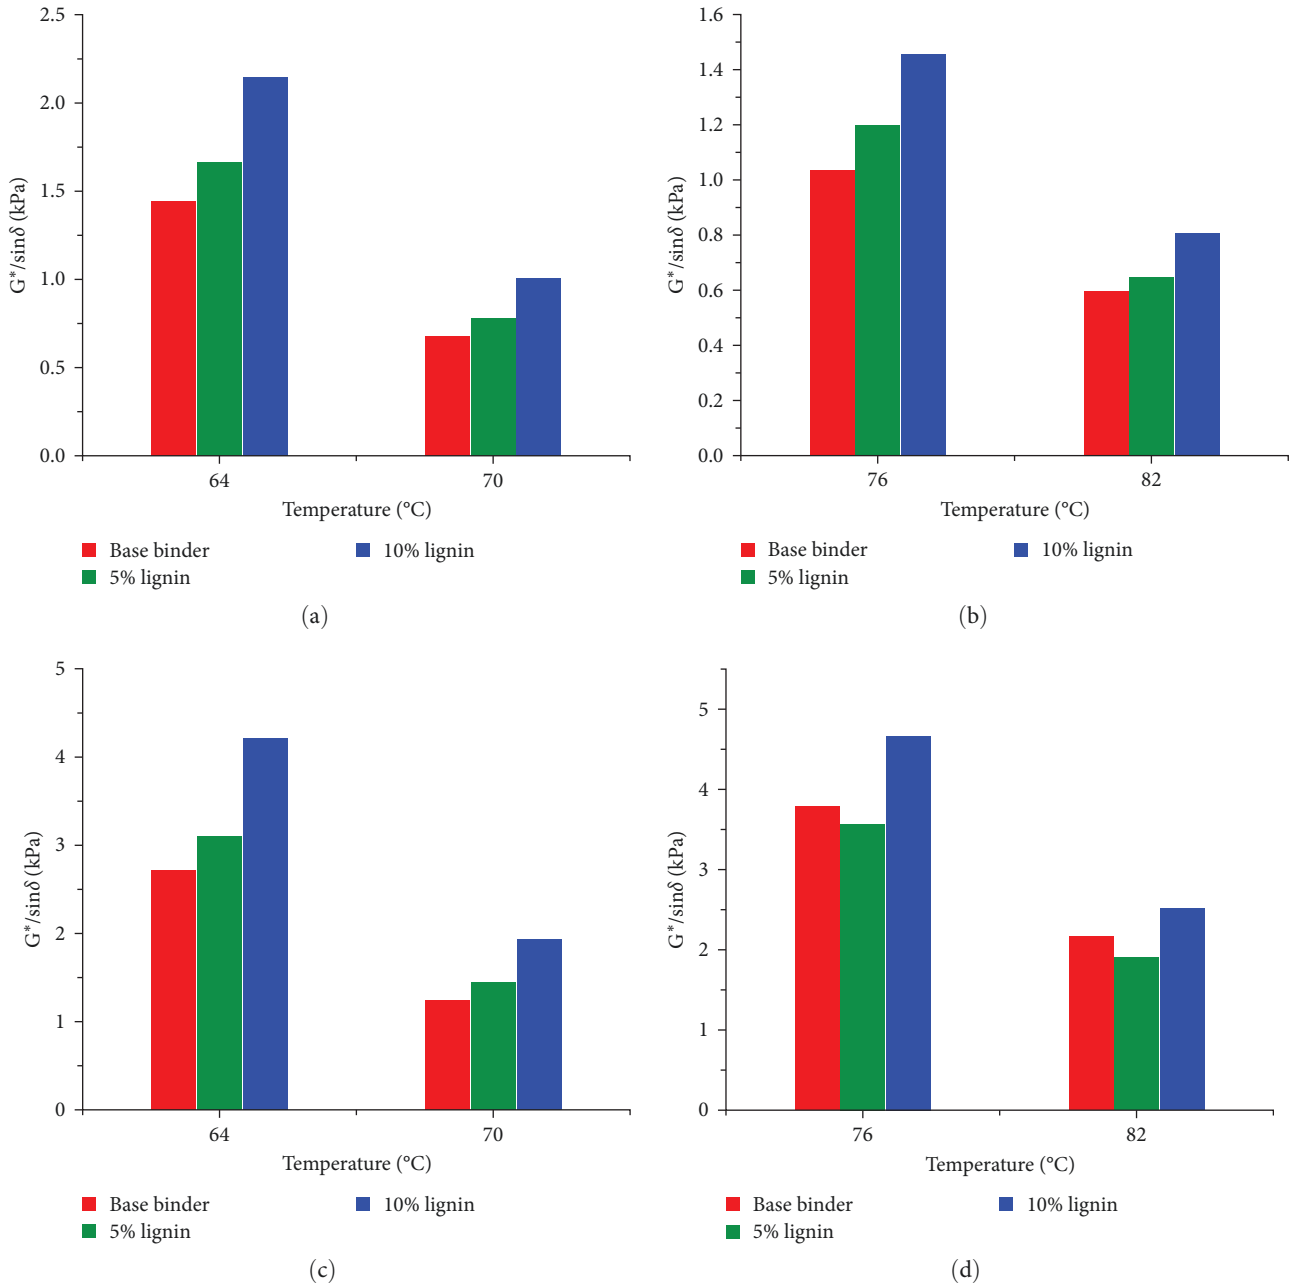 2.5
2.0
1.5
1.0
0.5
0.0
G*/sinδ (kPa)
64 70
Temperature (°C)
Base binder 10% lignin
5% lignin
(a)
1.6
1.4
1.2
1.0
0.8
0.6
0.4
0.2
0.0
G*/sinδ (kPa)
76 82
Temperature (°C)
Base binder 10% lignin
5% lignin
(b)
5
4
3
2
1
0
G*/sinδ (kPa)
64 70
Temperature (°C)
Base binder 10% lignin
5% lignin
(c)
5
4
3
2
1
0
G*/sinδ (kPa)
76 82
Temperature (°C)
Base binder 10% lignin
5% lignin
(d)